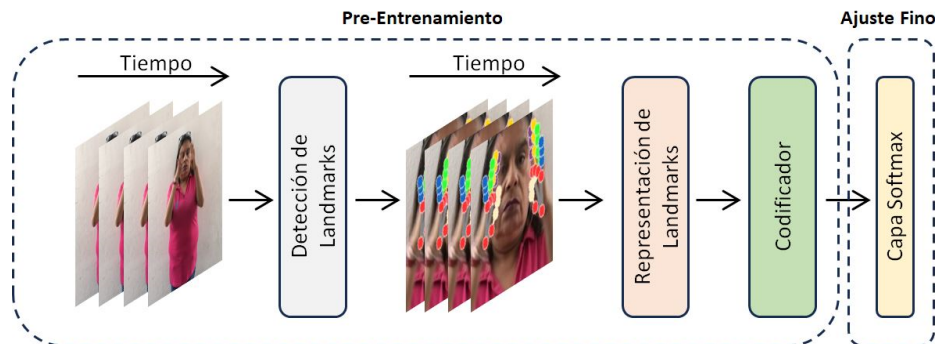 Pre-Entrenamiento
Ajuste Fino
Tiempo
Tiempo
Detección de
Landmarks
Representación de
Landmarks
Codificador
Capa Softmax